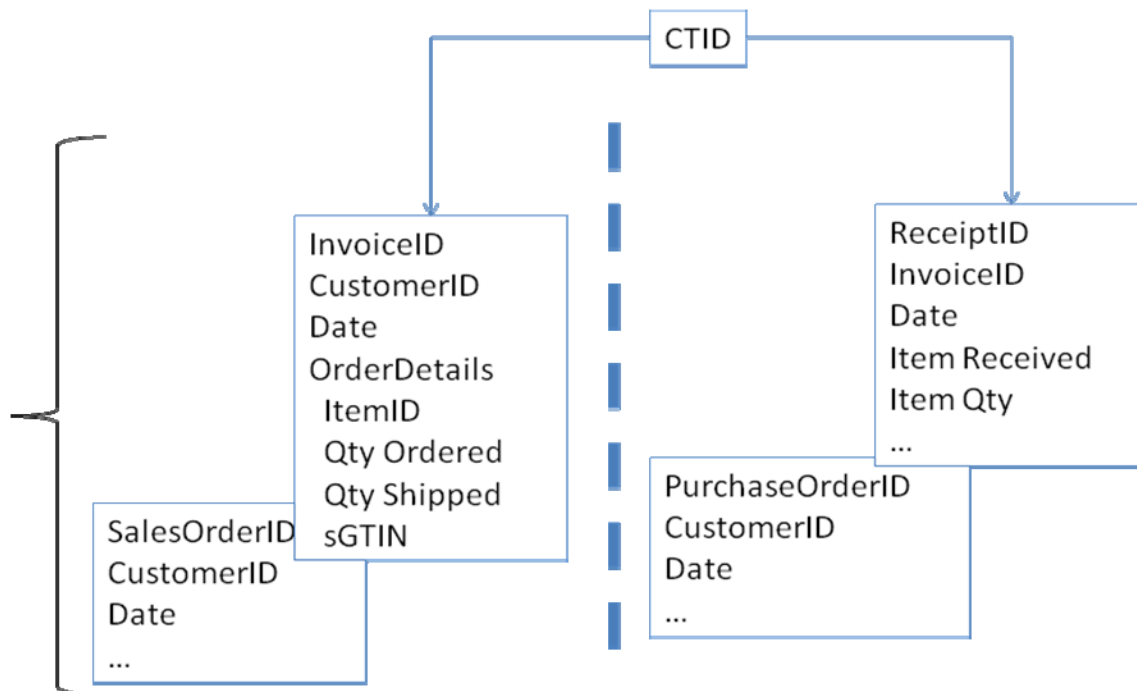 CTID
InvoiceID
CustomerID
Date
OrderDetails
ItemID
Qty Ordered
Qty Shipped
sGTIN
SalesOrderID
CustomerID
Date
...
ReceiptID
InvoiceID
Date
Item Received
Item Qty
...
PurchaseOrderID
CustomerID
Date
...